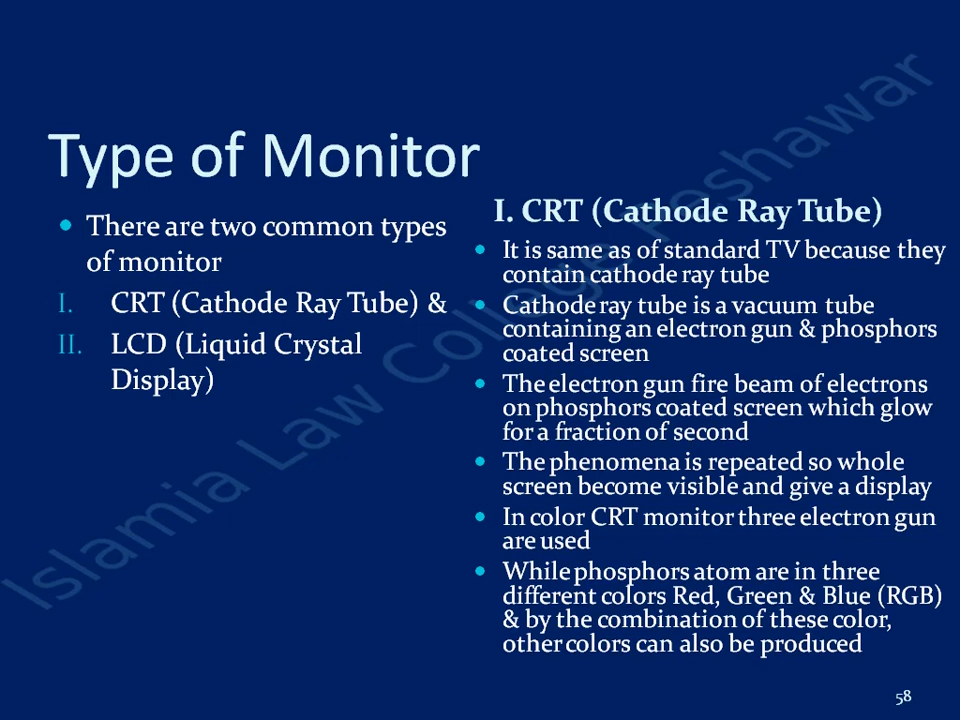 Islamia Law College Peshawar
Type of Monitor
• There are two common types
of monitor
I. CRT (Cathode Ray Tube) &
II. LCD (Liquid Crystal
Display)
I. CRT (Cathode Ray Tube)
• It is same as of standard TV because they
contain cathode ray tube
• Cathode ray tube is a vacuum tube
containing an electron gun & phosphors
coated screen
• The electron gun fire beam of electrons
on phosphors coated screen which glow
for a fraction of second
• The phenomena is repeated so whole
screen become visible and give a display
• In color CRT monitor three electron gun
are used
• While phosphors atom are in three
different colors Red, Green & Blue (RGB)
& by the combination of these color,
other colors can also be produced
58